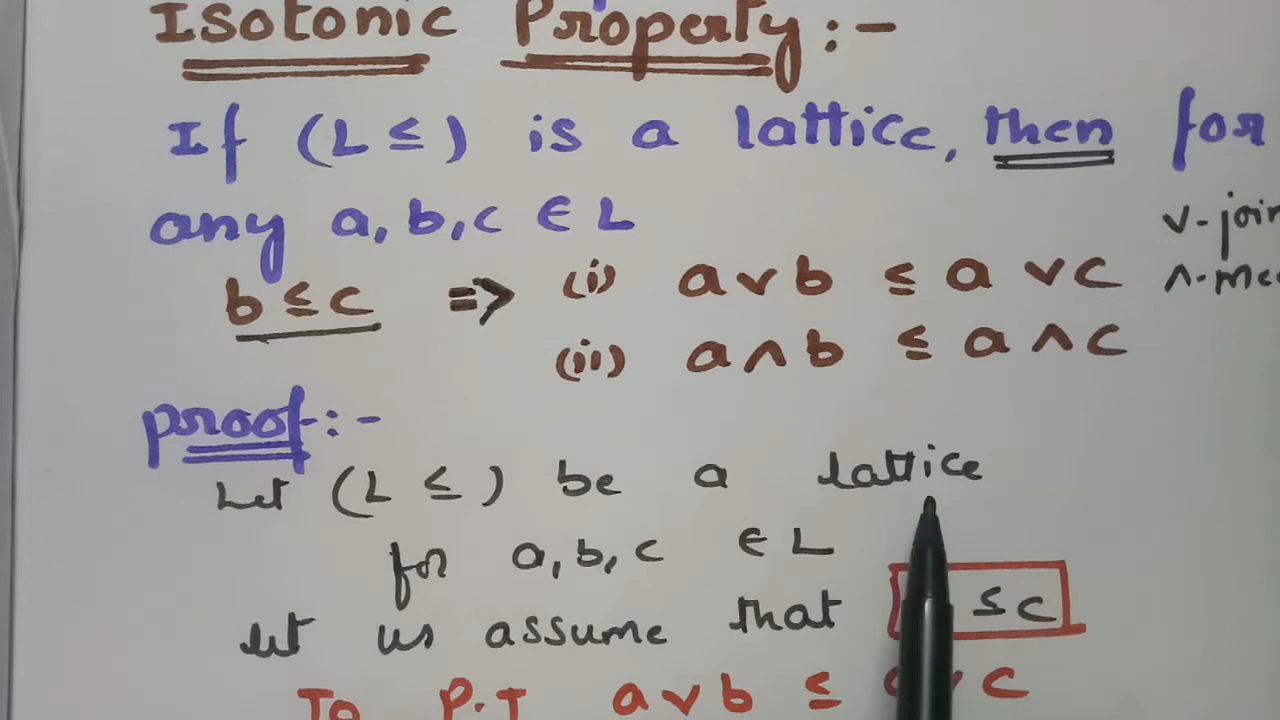 Isotonic Property :-
If (L ≤) is a lattice, then for
any a, b, c ∈ L
v-join
b ≤ c => (i) a v b ≤ a v c
(ii) a ∧ b ≤ a ∧ c
proof :-
Let (L ≤) be a lattice
for a, b, c ∈ L
let us assume that ≤ c
To P.T a v b ≤ v c